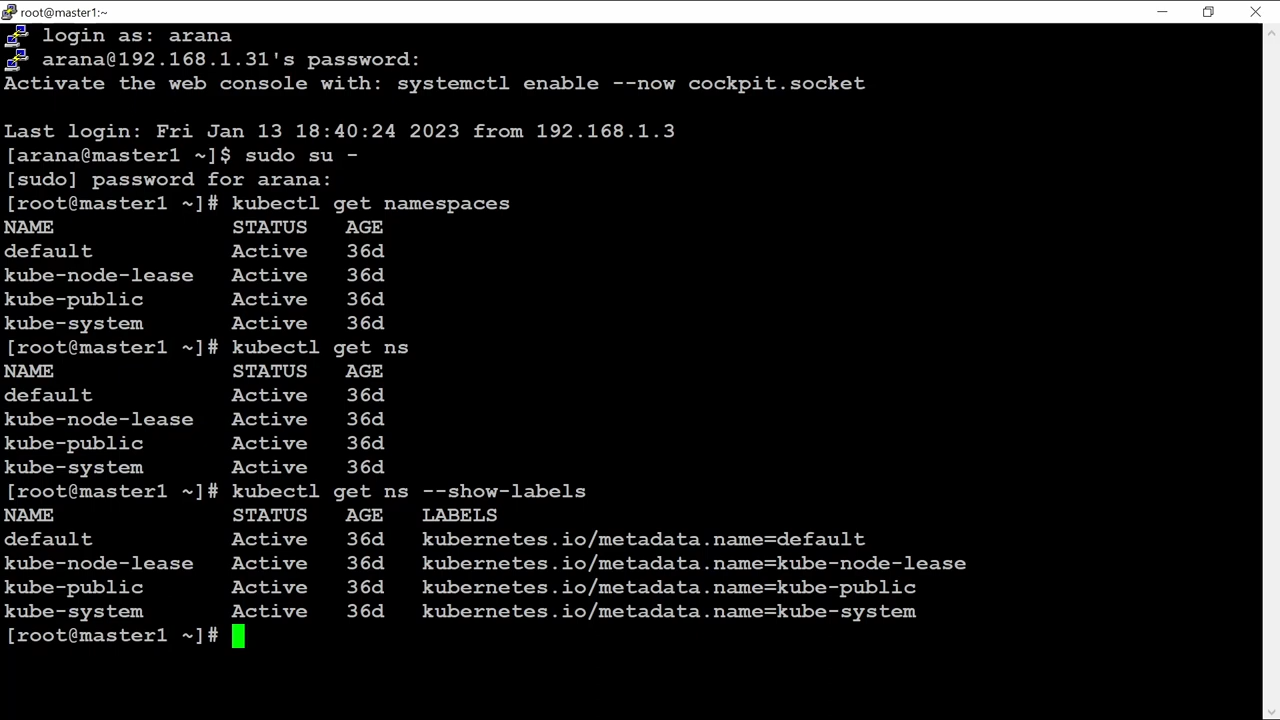 root@master1:~
login as: arana
arana@192.168.1.31's password:
Activate the web console with: systemctl enable --now cockpit.socket
Last login: Fri Jan 13 18:40:24 2023 from 192.168.1.3
[arana@master1 ~]$ sudo su -
[sudo] password for arana:
[root@master1 ~]# kubectl get namespaces
NAME STATUS AGE
default Active 36d
kube-node-lease Active 36d
kube-public Active 36d
kube-system Active 36d
[root@master1 ~]# kubectl get ns
NAME STATUS AGE
default Active 36d
kube-node-lease Active 36d
kube-public Active 36d
kube-system Active 36d
[root@master1 ~]# kubectl get ns --show-labels
NAME STATUS AGE LABELS
default Active 36d kubernetes.io/metadata.name=default
kube-node-lease Active 36d kubernetes.io/metadata.name=kube-node-lease
kube-public Active 36d kubernetes.io/metadata.name=kube-public
kube-system Active 36d kubernetes.io/metadata.name=kube-system
[root@master1 ~]#